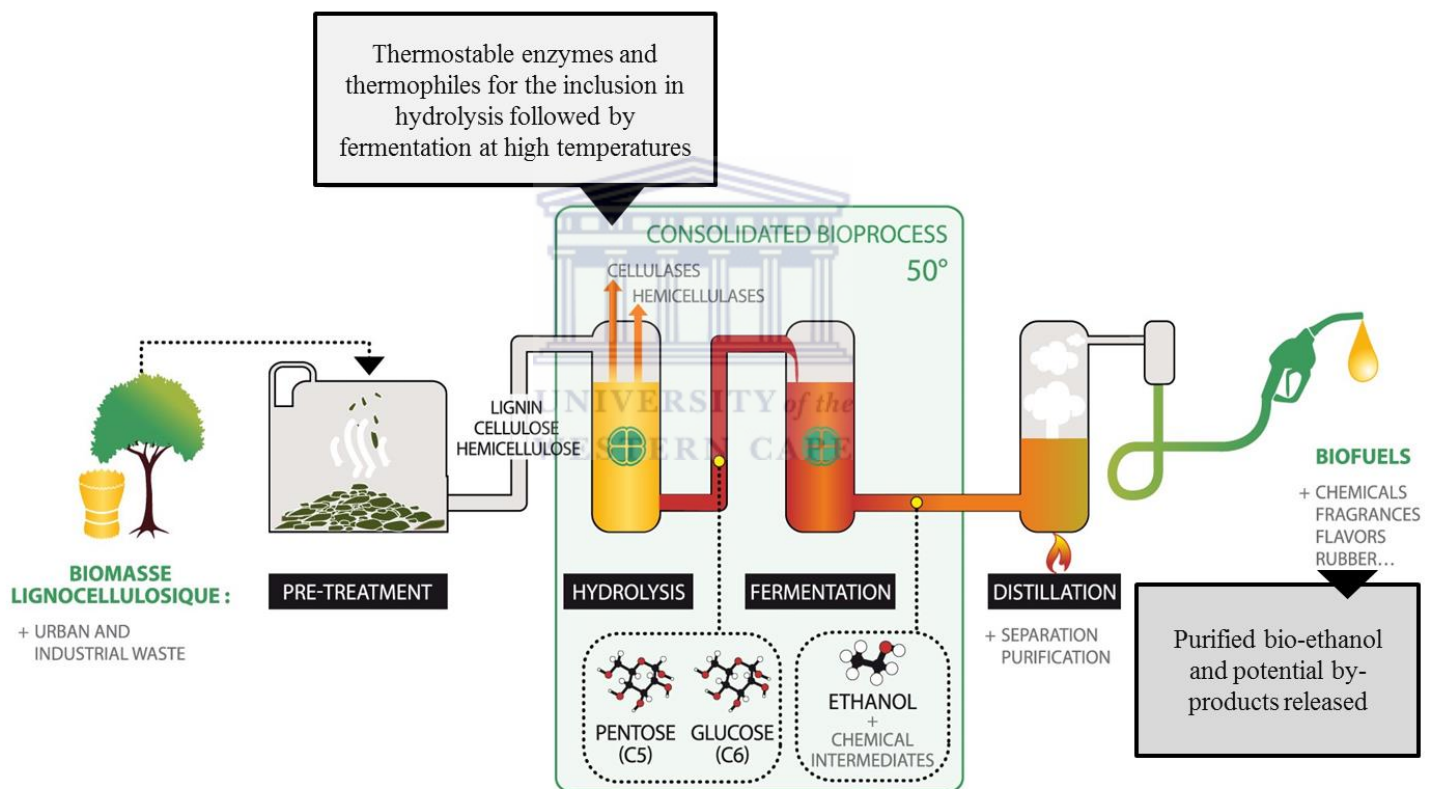 Thermostable enzymes and
thermophiles for the inclusion in
hydrolysis followed by
fermentation at high temperatures
CONSOLIDATED BIOPROCESS
50°
CELLULASES
HEMICELLULASES
LIGNIN
CELLULOSE
HEMICELLULOSE
UNIVERSITY of the
WESTERN CAPE
BIOMASSE
LIGNOCELLULOSIQUE :
+ URBAN AND
INDUSTRIAL WASTE
PRE-TREATMENT
HYDROLYSIS
FERMENTATION
DISTILLATION
+ SEPARATION
PURIFICATION
PENTOSE
(C5)
GLUCOSE
(C6)
ETHANOL
+
CHEMICAL
INTERMEDIATES
BIOFUELS
+ CHEMICALS
FRAGRANCES
FLAVORS
RUBBER...
Purified bio-ethanol
and potential by-
products released